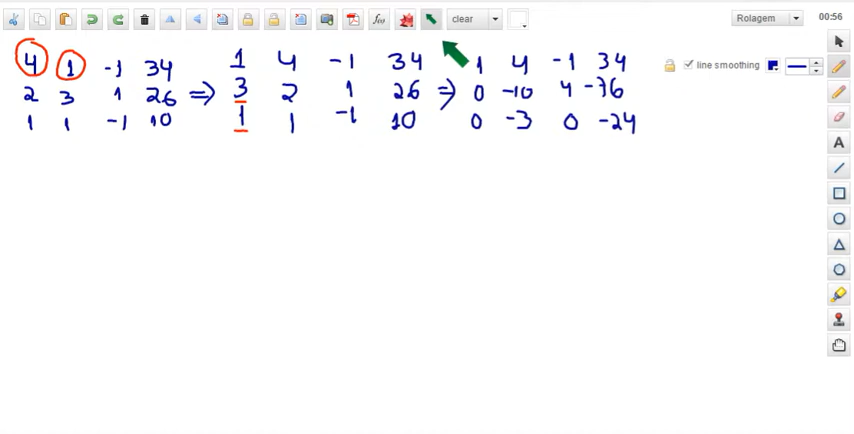 f(x)
clear
Rolagem
00:56
line smoothing
A
4 1 -1 34 1 4 -1 34 1 4 -1 34
2 3 1 26 ⇒ 3 2 1 26 ⇒ 0 -10 4 -76
1 1 -1 10 1 1 -1 10 0 -3 0 -24